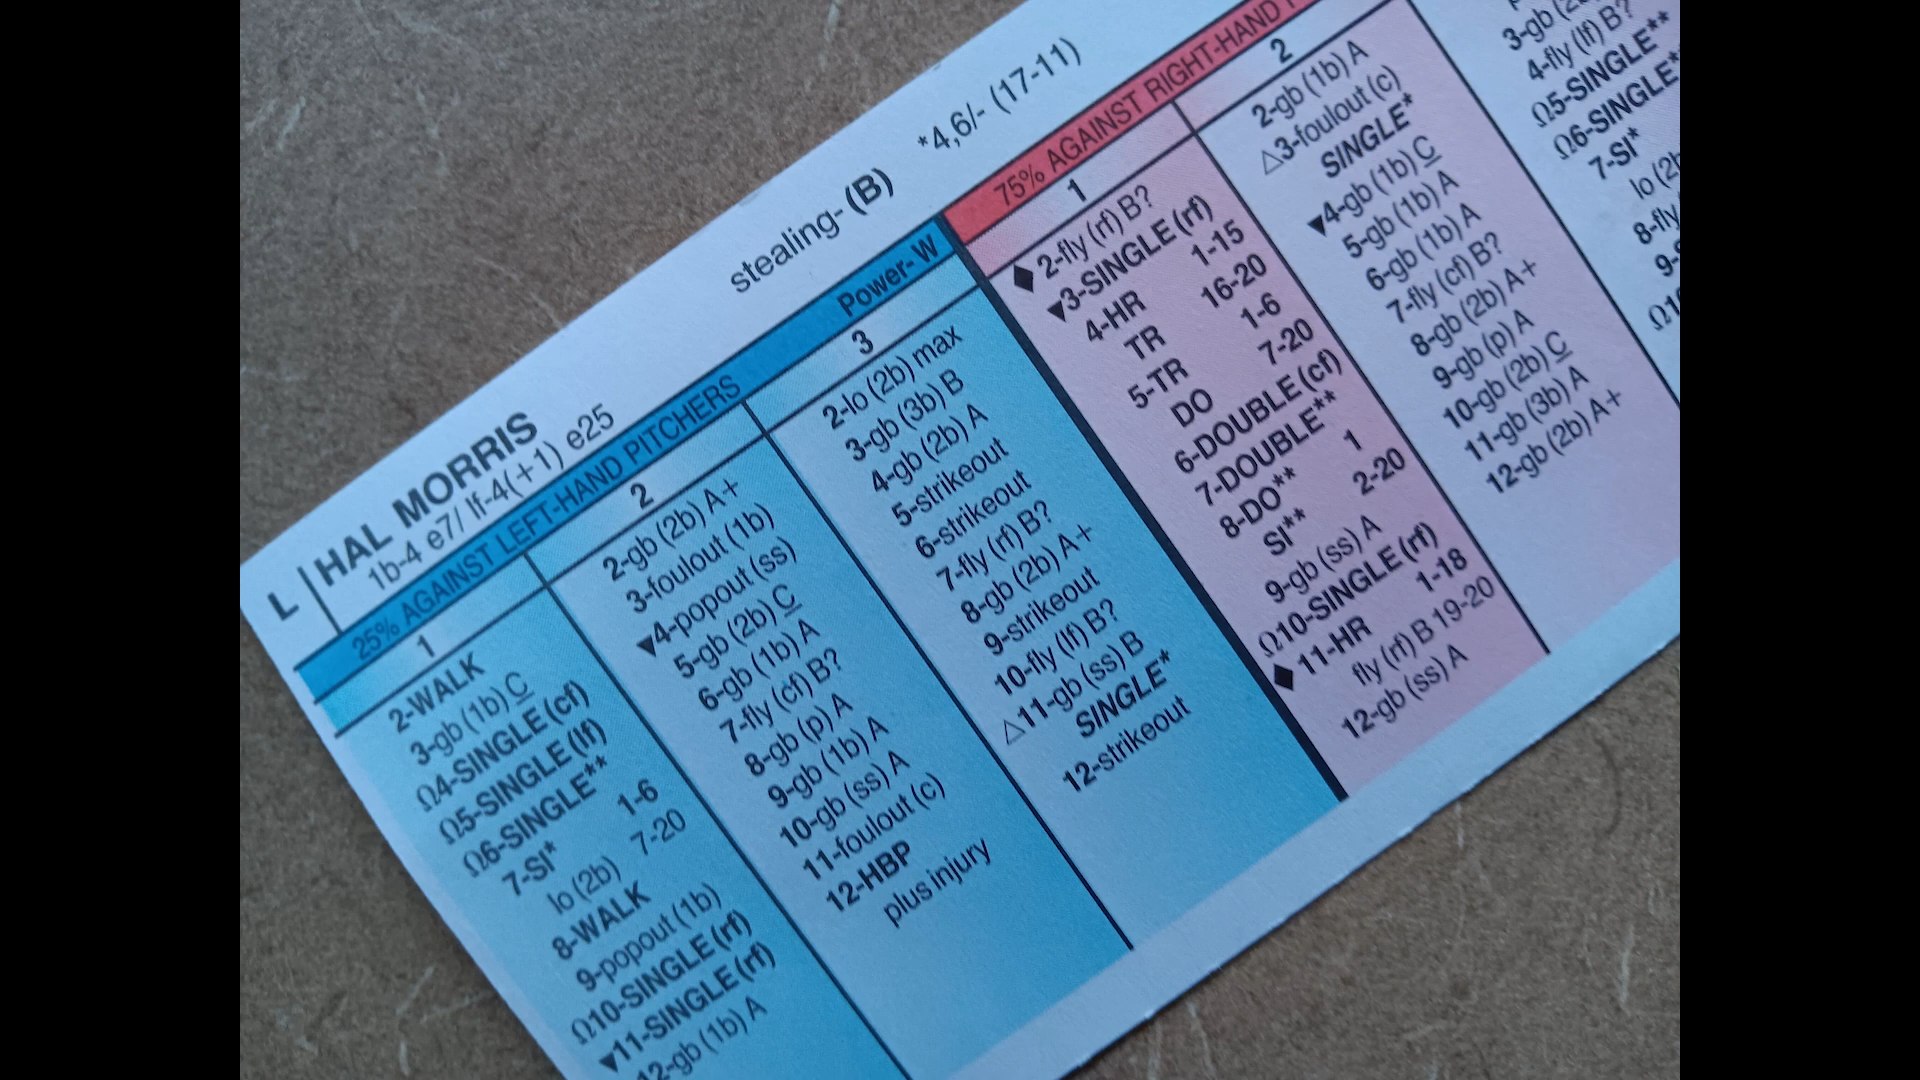 L
HAL MORRIS
1b-4 e7/ lf-4(+1) e25
stealing- (B)
*4,6/- (17-11)
25% AGAINST LEFT-HAND PITCHERS
Power- W
1
2-WALK
3-gb (1b) C
Ω4-SINGLE (cf)
Ω5-SINGLE (lf)
Ω6-SINGLE**
7-SI* 1-6
lo (2b) 7-20
8-WALK
9-popout (1b)
Ω10-SINGLE (rf)
▼11-SINGLE (rf)
12-gb (1b) A
2
2-gb (2b) A+
3-foulout (1b)
▼4-popout (ss)
5-gb (2b) C
6-gb (1b) A
7-fly (cf) B?
8-gb (p) A
9-gb (1b) A
10-gb (ss) A
11-foulout (c)
12-HBP
plus injury
3
2-lo (2b) max
3-gb (3b) B
4-gb (2b) A
5-strikeout
6-strikeout
7-fly (rf) B?
8-gb (2b) A+
9-strikeout
10-fly (lf) B?
△11-gb (ss) B
SINGLE*
12-strikeout
75% AGAINST RIGHT-HAND
1
♦ 2-fly (rf) B?
▼3-SINGLE (rf)
4-HR 1-15
TR 16-20
5-TR 1-6
DO 7-20
6-DOUBLE (cf)
7-DOUBLE**
8-DO** 1
SI** 2-20
9-gb (ss) A
Ω10-SINGLE (rf)
♦ 11-HR 1-18
fly (rf) B 19-20
12-gb (ss) A
2
2-gb (1b) A
△3-foulout (c)
SINGLE*
▼4-gb (1b) C
5-gb (1b) A
6-gb (1b) A
7-fly (cf) B?
8-gb (2b) A+
9-gb (p) A
10-gb (2b) C
11-gb (3b) A
12-gb (2b) A+
3-gb (2
4-fly (lf) B?
Ω5-SINGLE**
Ω6-SINGLE*
7-SI*
lo (2b
8-fly
9-
Ω1